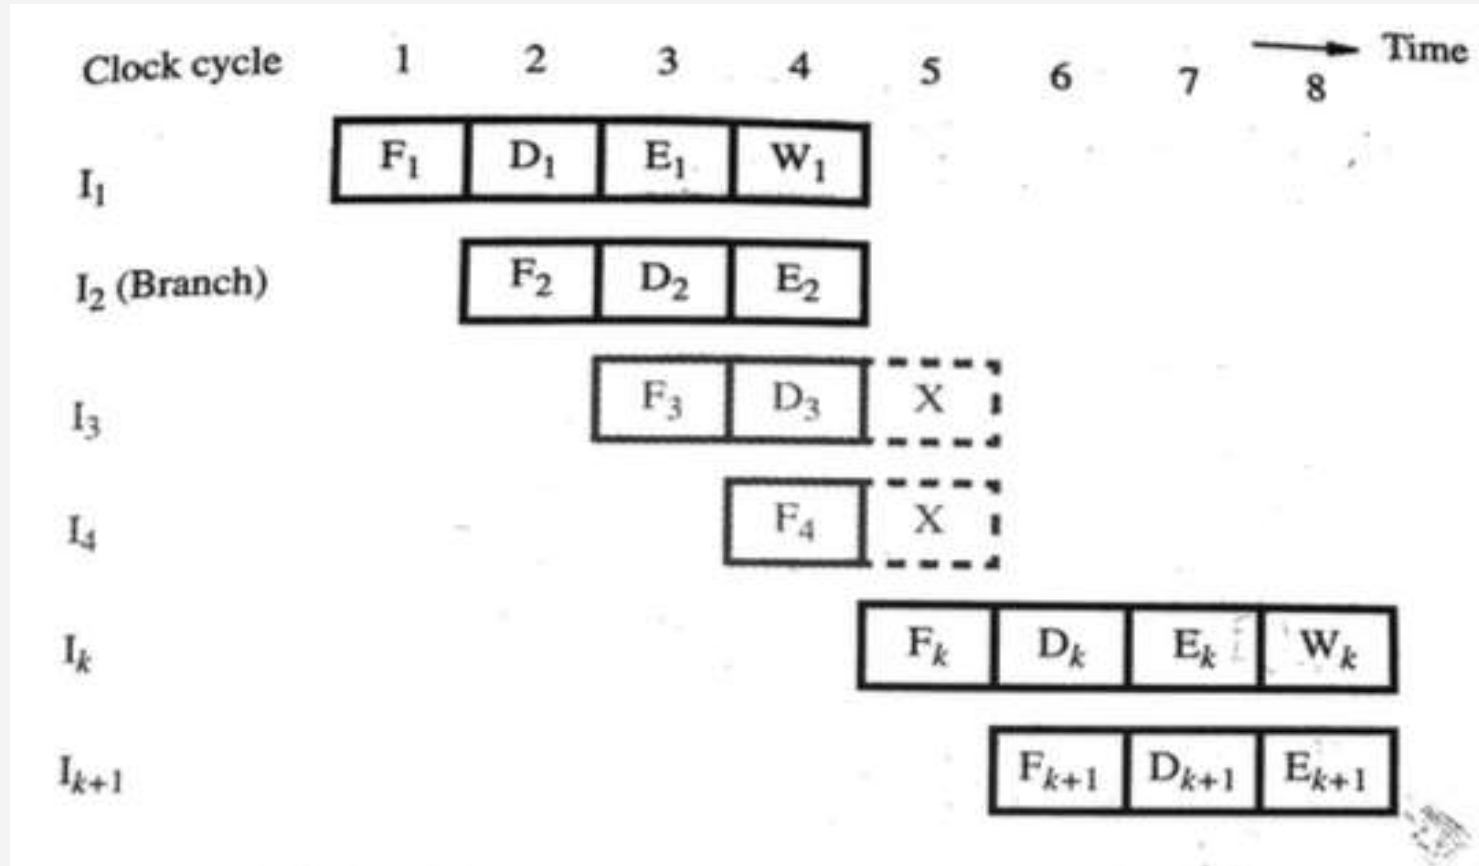 Clock cycle 1 2 3 4 5 6 7 8 Time
I₁ F₁ D₁ E₁ W₁
I₂ (Branch) F₂ D₂ E₂
I₃ F₃ D₃ X
I₄ F₄ X
Iₖ Fₖ Dₖ Eₖ Wₖ
Iₖ₊₁ Fₖ₊₁ Dₖ₊₁ Eₖ₊₁